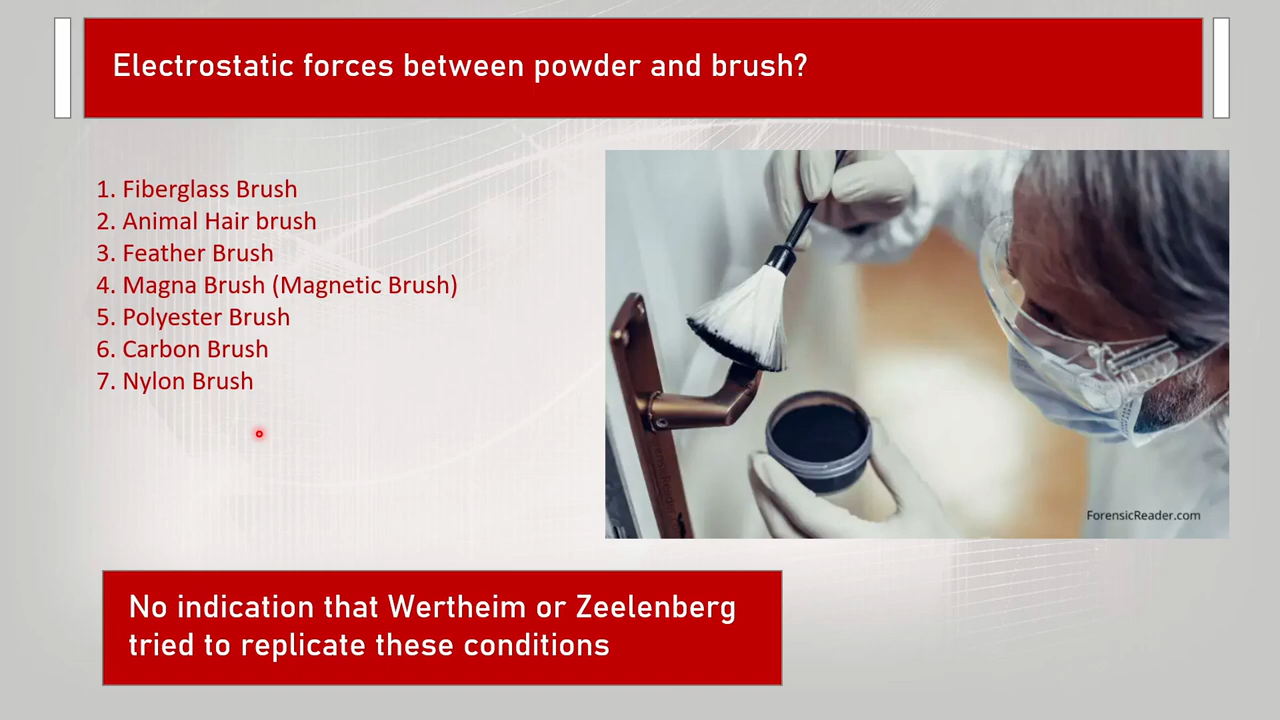 Electrostatic forces between powder and brush?
1. Fiberglass Brush
2. Animal Hair brush
3. Feather Brush
4. Magna Brush (Magnetic Brush)
5. Polyester Brush
6. Carbon Brush
7. Nylon Brush
ForensicReader.com
No indication that Wertheim or Zeelenberg
tried to replicate these conditions